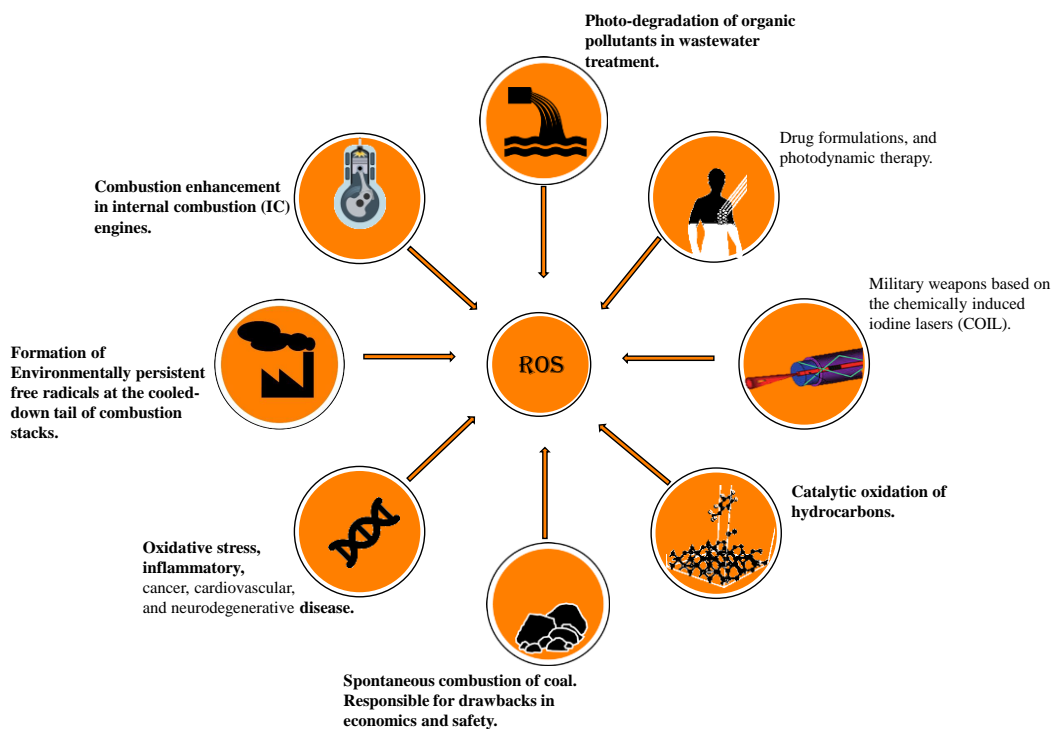 Photo-degradation of organic
pollutants in wastewater
treatment.
Drug formulations, and
photodynamic therapy.
Combustion enhancement
in internal combustion (IC)
engines.
Military weapons based on
the chemically induced
iodine lasers (COIL).
Formation of
Environmentally persistent
free radicals at the cooled-
down tail of combustion
stacks.
ROS
Catalytic oxidation of
hydrocarbons.
Oxidative stress,
inflammatory,
cancer, cardiovascular,
and neurodegenerative disease.
Spontaneous combustion of coal.
Responsible for drawbacks in
economics and safety.